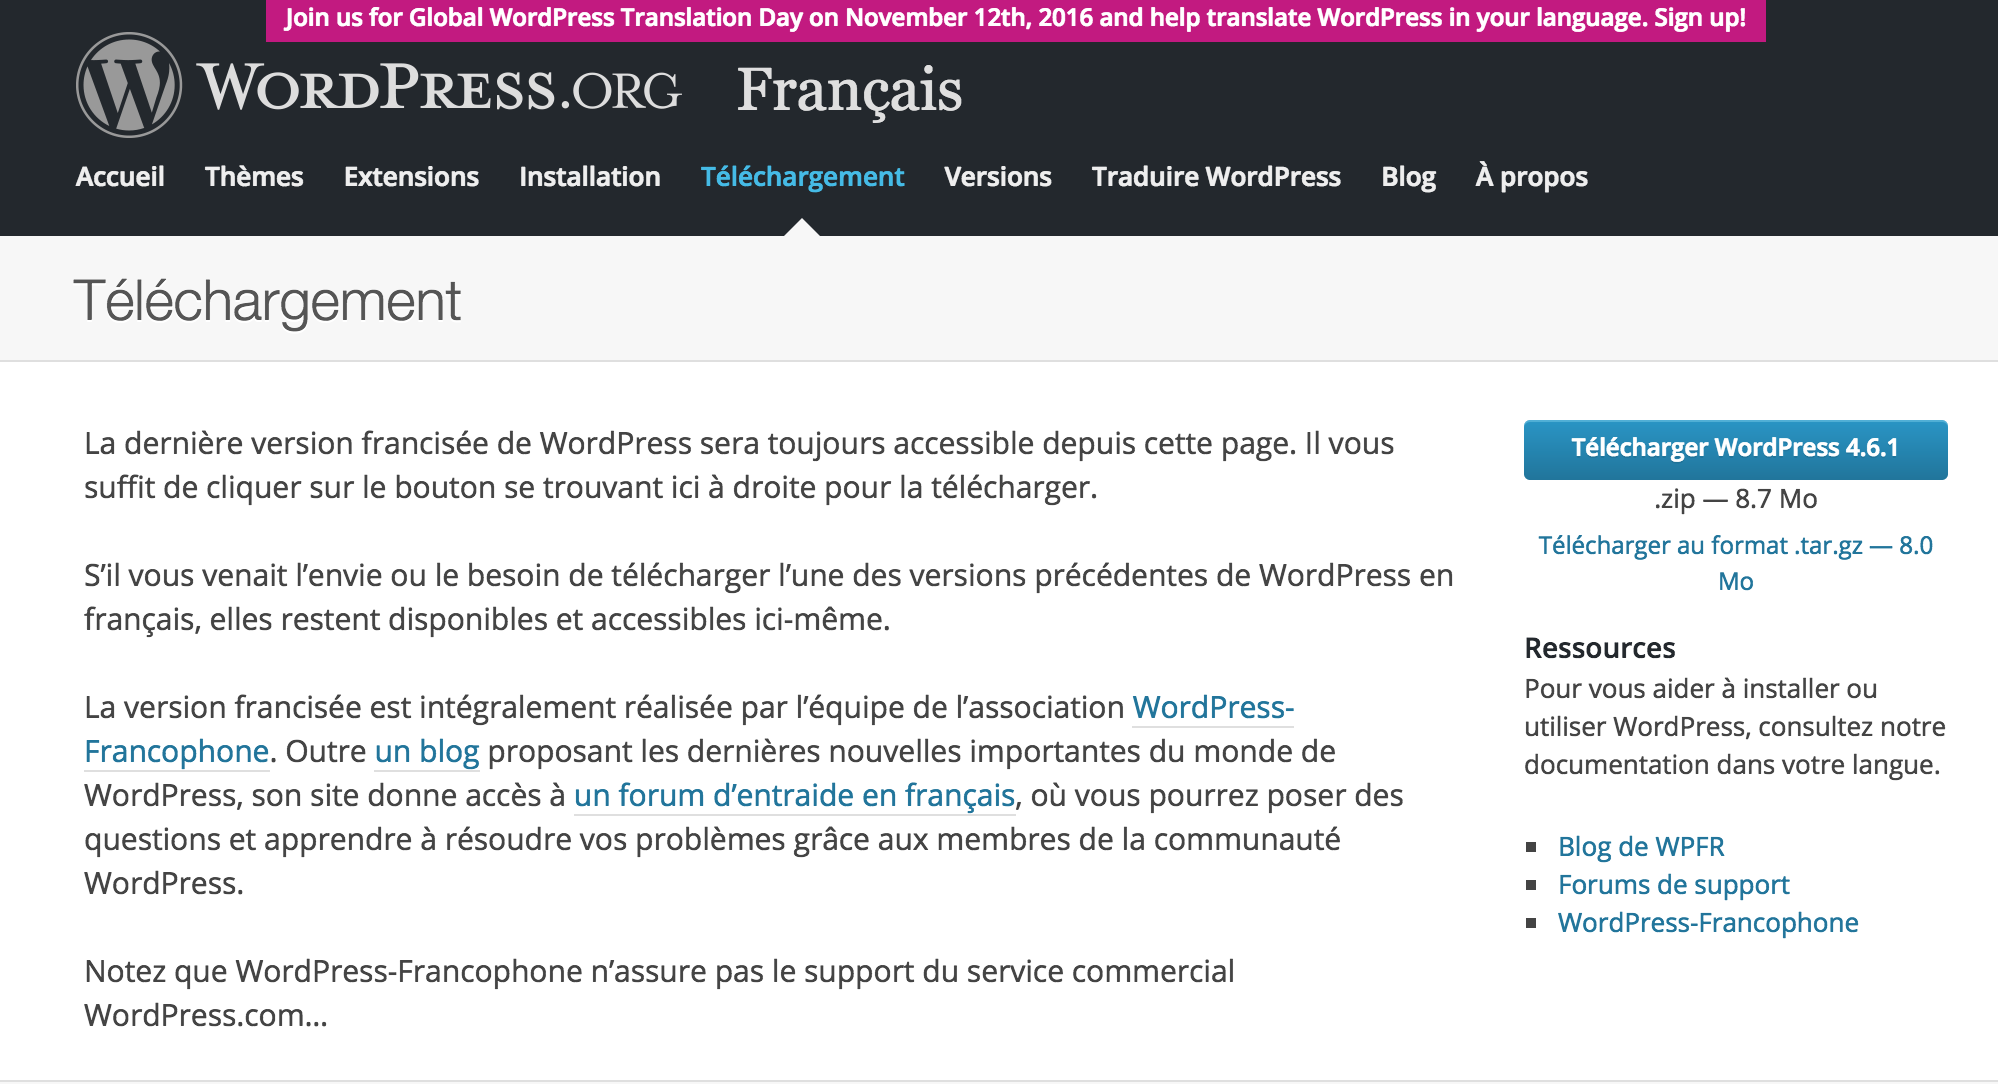 Join us for Global WordPress Translation Day on November 12th, 2016 and help translate WordPress in your language. Sign up!
WORDPRESS.ORG Français
Accueil Thèmes Extensions Installation Téléchargement Versions Traduire WordPress Blog À propos
Téléchargement
La dernière version francisée de WordPress sera toujours accessible depuis cette page. Il vous
suffit de cliquer sur le bouton se trouvant ici à droite pour la télécharger.
S’il vous venait l’envie ou le besoin de télécharger l’une des versions précédentes de WordPress en
français, elles restent disponibles et accessibles ici-même.
La version francisée est intégralement réalisée par l’équipe de l’association WordPress-
Francophone. Outre un blog proposant les dernières nouvelles importantes du monde de
WordPress, son site donne accès à un forum d’entraide en français, où vous pourrez poser des
questions et apprendre à résoudre vos problèmes grâce aux membres de la communauté
WordPress.
Notez que WordPress-Francophone n’assure pas le support du service commercial
WordPress.com…
Télécharger WordPress 4.6.1
.zip — 8.7 Mo
Télécharger au format .tar.gz — 8.0
Mo
Ressources
Pour vous aider à installer ou
utiliser WordPress, consultez notre
documentation dans votre langue.
Blog de WPFR
Forums de support
WordPress-Francophone